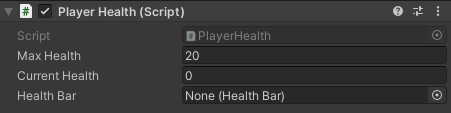 Player Health (Script)
Script PlayerHealth
Max Health 20
Current Health 0
Health Bar None (Health Bar)